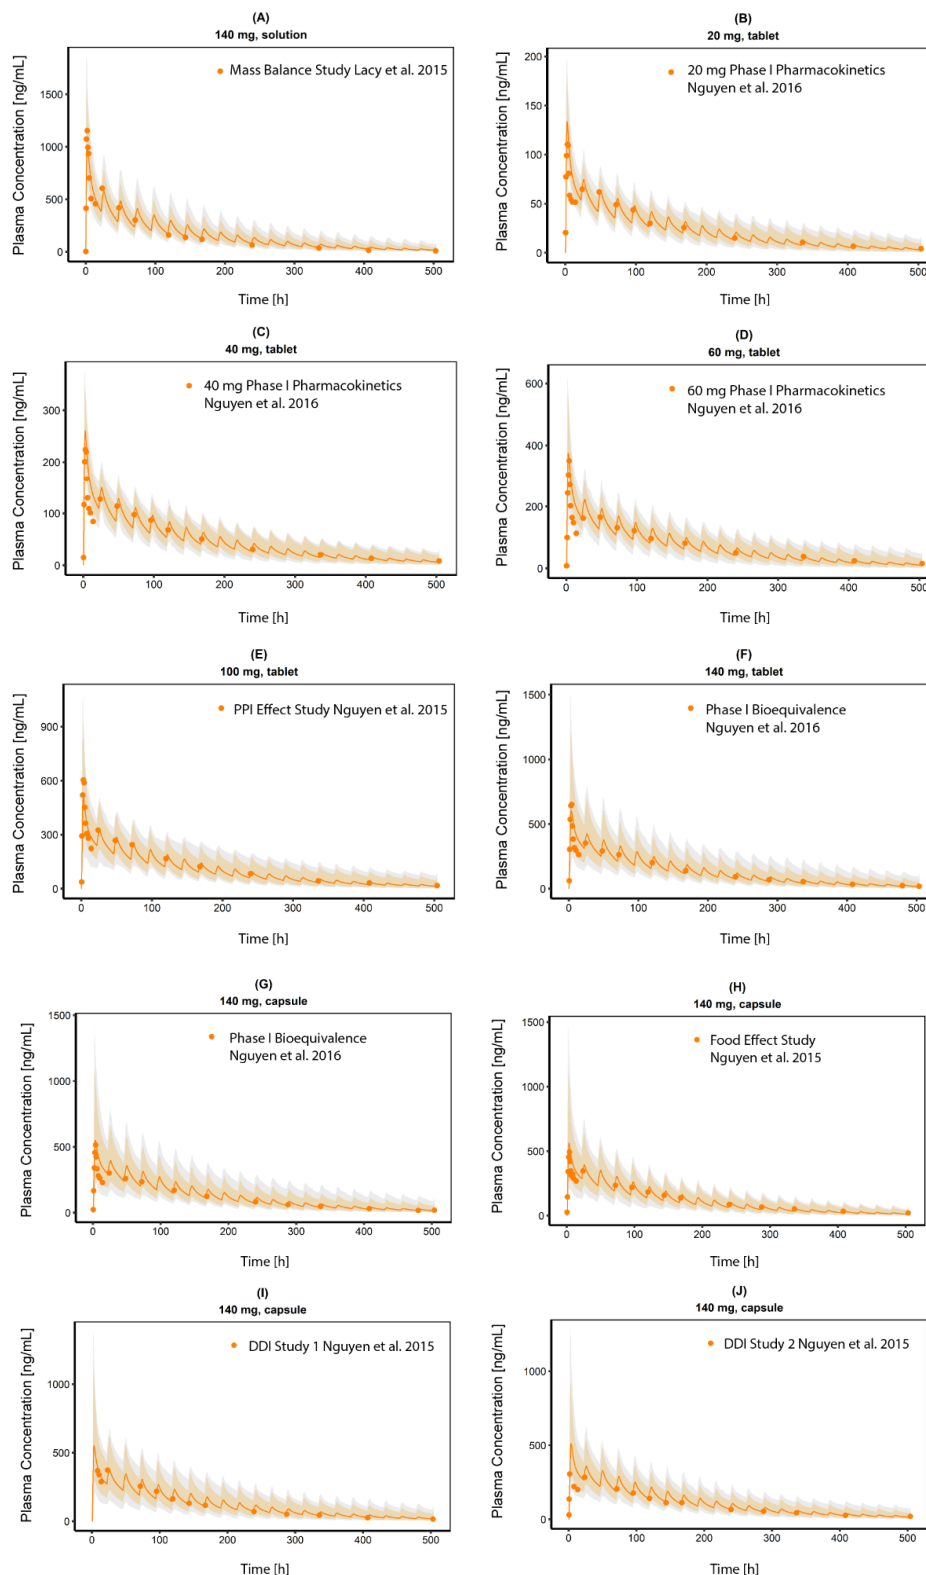 (A)
140 mg, solution
Plasma Concentration [ng/mL]
1000
500
0
Mass Balance Study Lacy et al. 2015
0 100 200 300 400 500
Time [h]
(B)
20 mg, tablet
Plasma Concentration [ng/mL]
200
150
100
50
0
20 mg Phase I Pharmacokinetics
Nguyen et al. 2016
0 100 200 300 400 500
Time [h]
(C)
40 mg, tablet
Plasma Concentration [ng/mL]
300
200
100
0
40 mg Phase I Pharmacokinetics
Nguyen et al. 2016
0 100 200 300 400 500
Time [h]
(D)
60 mg, tablet
Plasma Concentration [ng/mL]
600
400
200
0
60 mg Phase I Pharmacokinetics
Nguyen et al. 2016
0 100 200 300 400 500
Time [h]
(E)
100 mg, tablet
Plasma Concentration [ng/mL]
900
600
300
0
PPI Effect Study Nguyen et al. 2015
0 100 200 300 400 500
Time [h]
(F)
140 mg, tablet
Plasma Concentration [ng/mL]
1500
1000
500
0
Phase I Bioequivalence
Nguyen et al. 2016
0 100 200 300 400 500
Time [h]
(G)
140 mg, capsule
Plasma Concentration [ng/mL]
1500
1000
500
0
Phase I Bioequivalence
Nguyen et al. 2016
0 100 200 300 400 500
Time [h]
(H)
140 mg, capsule
Plasma Concentration [ng/mL]
1500
1000
500
0
Food Effect Study
Nguyen et al. 2015
0 100 200 300 400 500
Time [h]
(I)
140 mg, capsule
Plasma Concentration [ng/mL]
1000
500
0
DDI Study 1 Nguyen et al. 2015
0 100 200 300 400 500
Time [h]
(J)
140 mg, capsule
Plasma Concentration [ng/mL]
1000
500
0
DDI Study 2 Nguyen et al. 2015
0 100 200 300 400 500
Time [h]